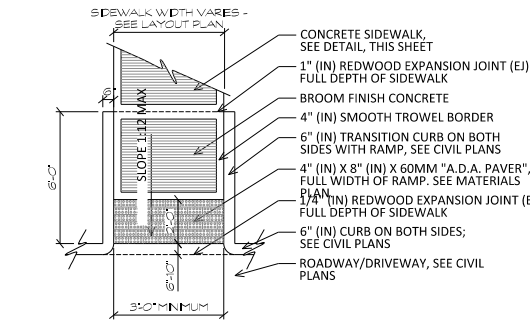 SIDEWALK WIDTH VARES -
SEE LAYOUT PLAN
CONCRETE SIDEWALK,
SEE DETAIL, THIS SHEET
1" (IN) REDWOOD EXPANSION JOINT (EJ)
FULL DEPTH OF SIDEWALK
BROOM FINISH CONCRETE
4" (IN) SMOOTH TROWEL BORDER
6" (IN) TRANSITION CURB ON BOTH
SIDES WITH RAMP, SEE CIVIL PLANS
4" (IN) X 8" (IN) X 60MM "A.D.A. PAVER",
FULL WIDTH OF RAMP. SEE MATERIALS
PLAN
1/4" (IN) REDWOOD EXPANSION JOINT (E
FULL DEPTH OF SIDEWALK
6" (IN) CURB ON BOTH SIDES;
SEE CIVIL PLANS
ROADWAY/DRIVEWAY, SEE CIVIL
PLANS
6"
SLOPE 1:12 MAX
6'-0"
2'-0"
6"-10"
3'-0" MINIMUM